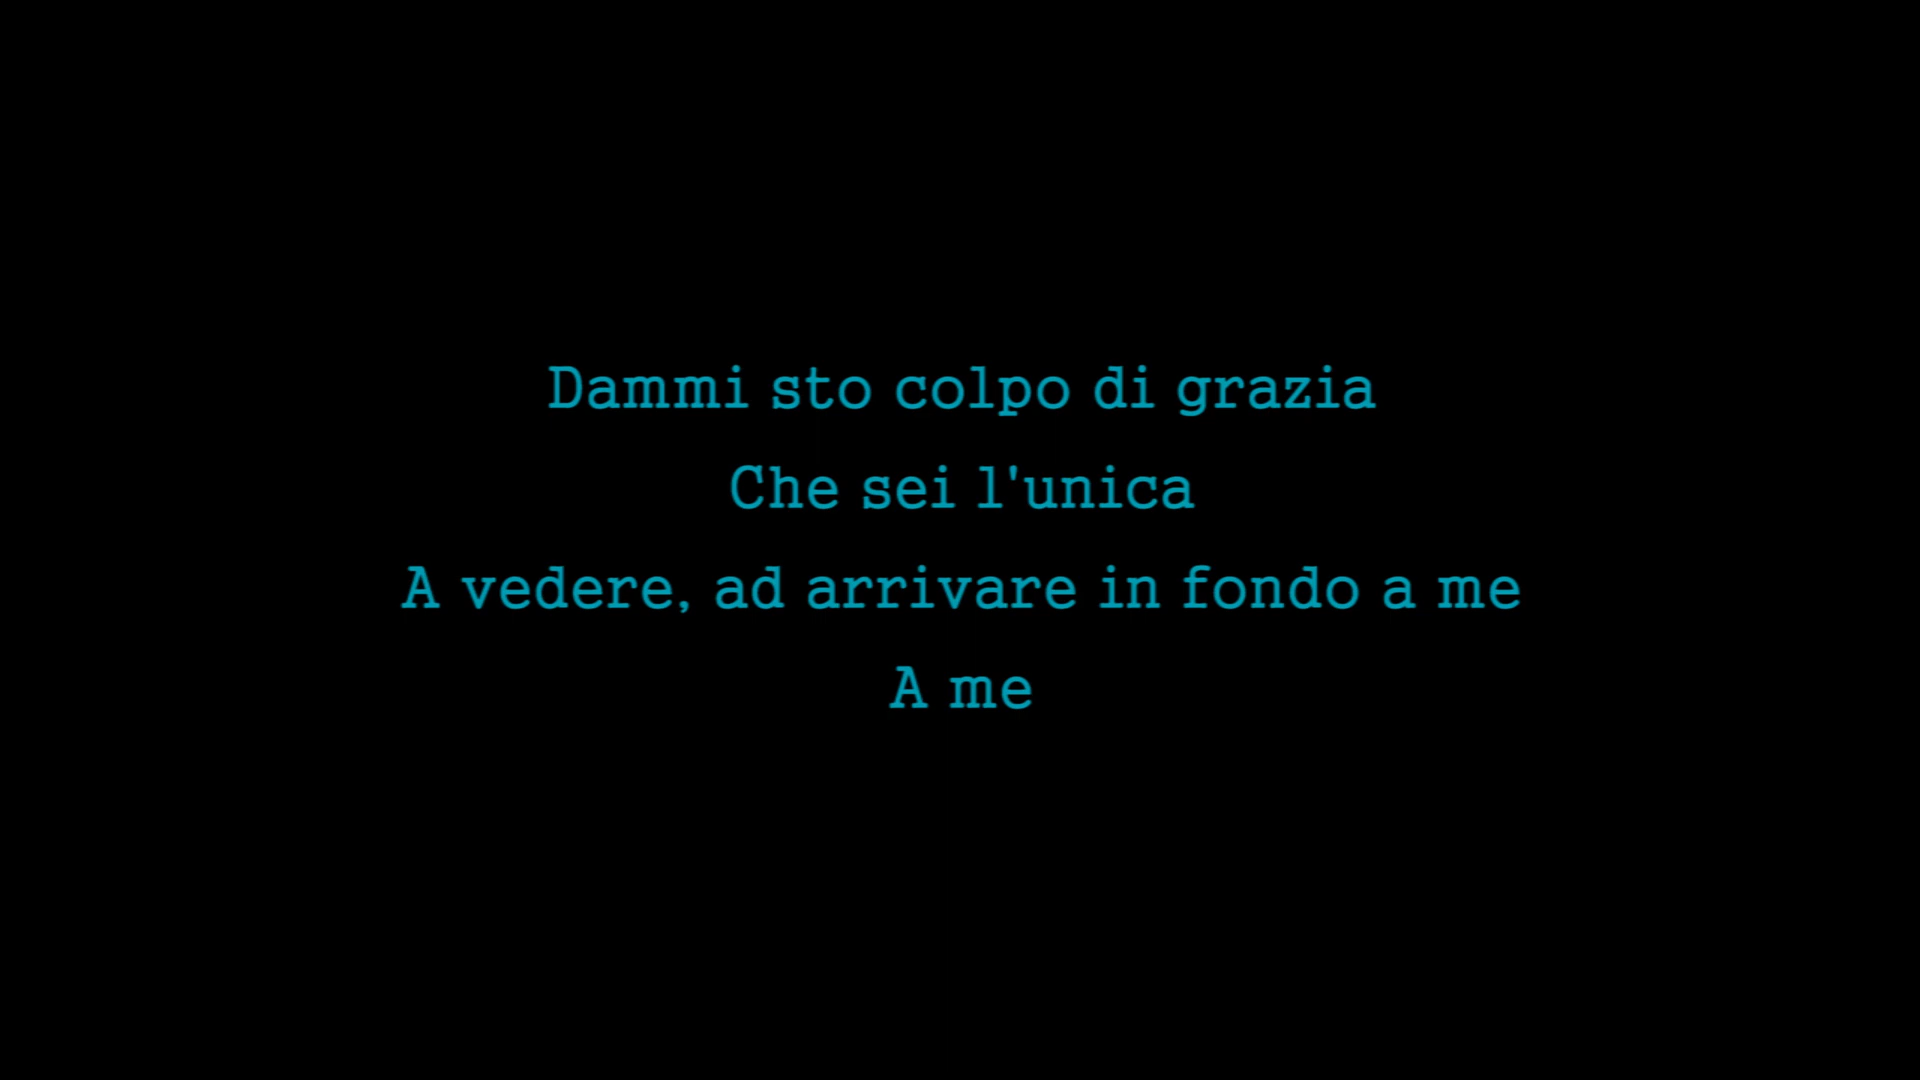 Dammi sto colpo di grazia
Che sei l'unica
A vedere, ad arrivare in fondo a me
A me